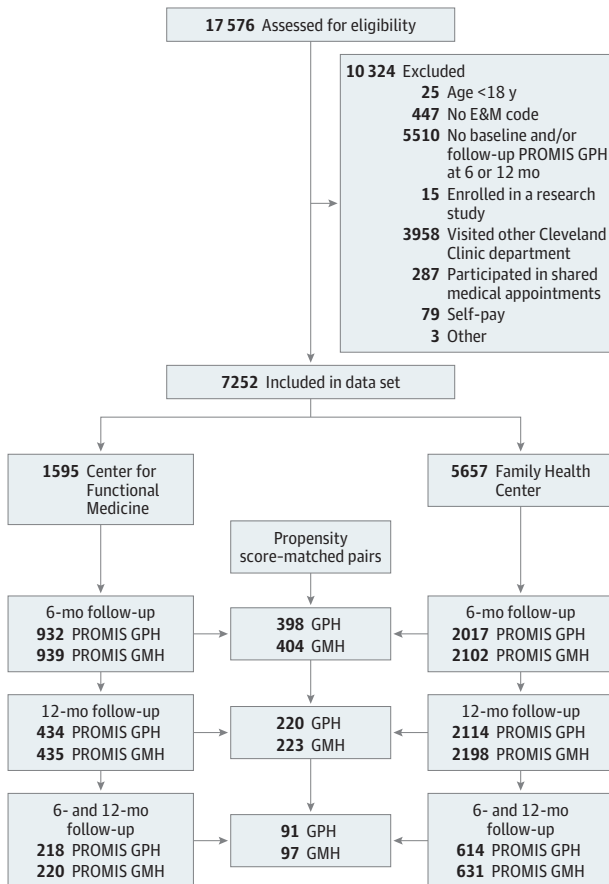 17 576 Assessed for eligibility
10 324 Excluded
25 Age <18 y
447 No E&M code
5510 No baseline and/or
follow-up PROMIS GPH
at 6 or 12 mo
15 Enrolled in a research
study
3958 Visited other Cleveland
Clinic department
287 Participated in shared
medical appointments
79 Self-pay
3 Other
7252 Included in data set
1595 Center for
Functional
Medicine
5657 Family Health
Center
Propensity
score-matched pairs
6-mo follow-up
932 PROMIS GPH
939 PROMIS GMH
398 GPH
404 GMH
6-mo follow-up
2017 PROMIS GPH
2102 PROMIS GMH
12-mo follow-up
434 PROMIS GPH
435 PROMIS GMH
220 GPH
223 GMH
12-mo follow-up
2114 PROMIS GPH
2198 PROMIS GMH
6- and 12-mo
follow-up
218 PROMIS GPH
220 PROMIS GMH
91 GPH
97 GMH
6- and 12-mo
follow-up
614 PROMIS GPH
631 PROMIS GMH